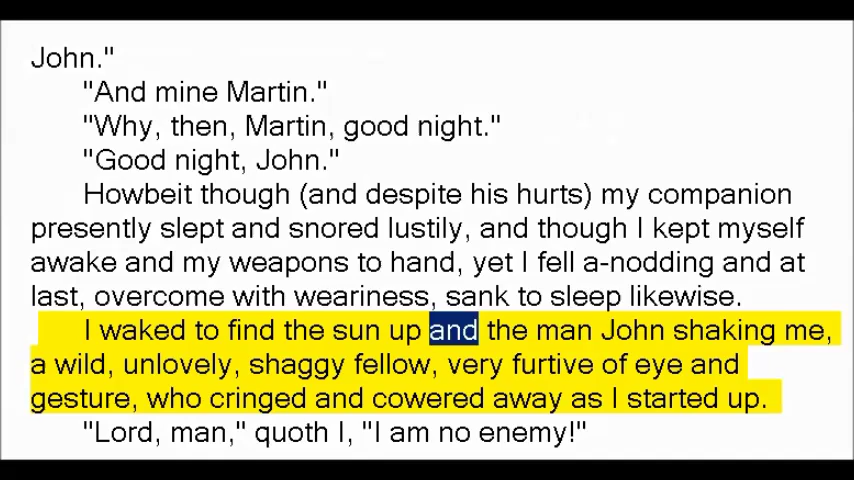 John."
"And mine Martin."
"Why, then, Martin, good night."
"Good night, John."
Howbeit though (and despite his hurts) my companion
presently slept and snored lustily, and though I kept myself
awake and my weapons to hand, yet I fell a-nodding and at
last, overcome with weariness, sank to sleep likewise.
I waked to find the sun up and the man John shaking me,
a wild, unlovely, shaggy fellow, very furtive of eye and
gesture, who cringed and cowered away as I started up.
"Lord, man," quoth I, "I am no enemy!"